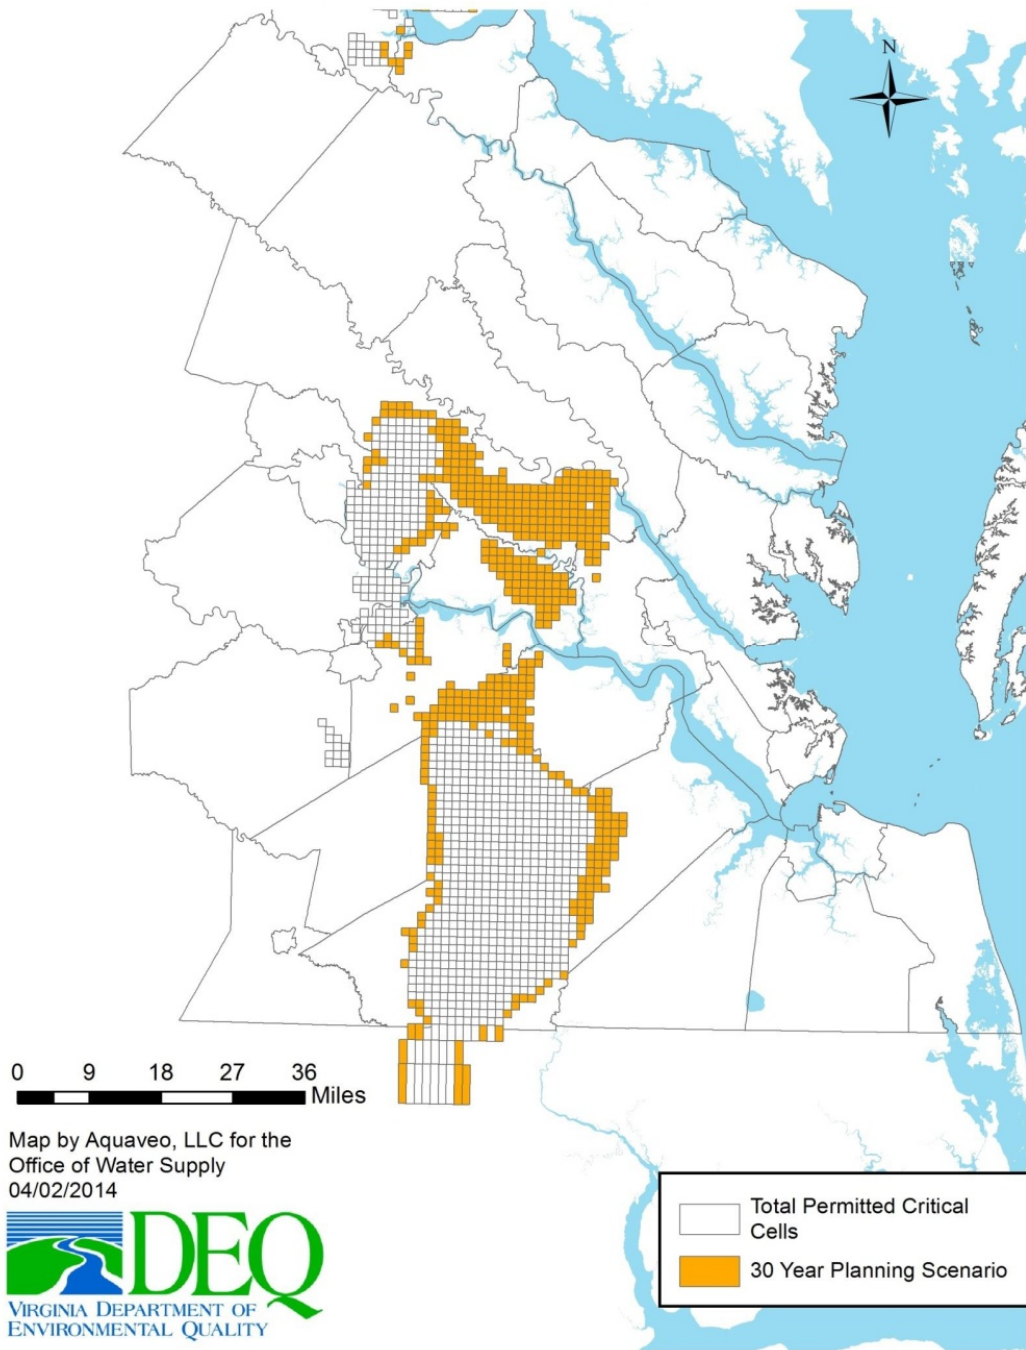 N
0 9 18 27 36
Miles
Map by Aquaveo, LLC for the
Office of Water Supply
04/02/2014
DEQ
VIRGINIA DEPARTMENT OF
ENVIRONMENTAL QUALITY
Total Permitted Critical
Cells
30 Year Planning Scenario